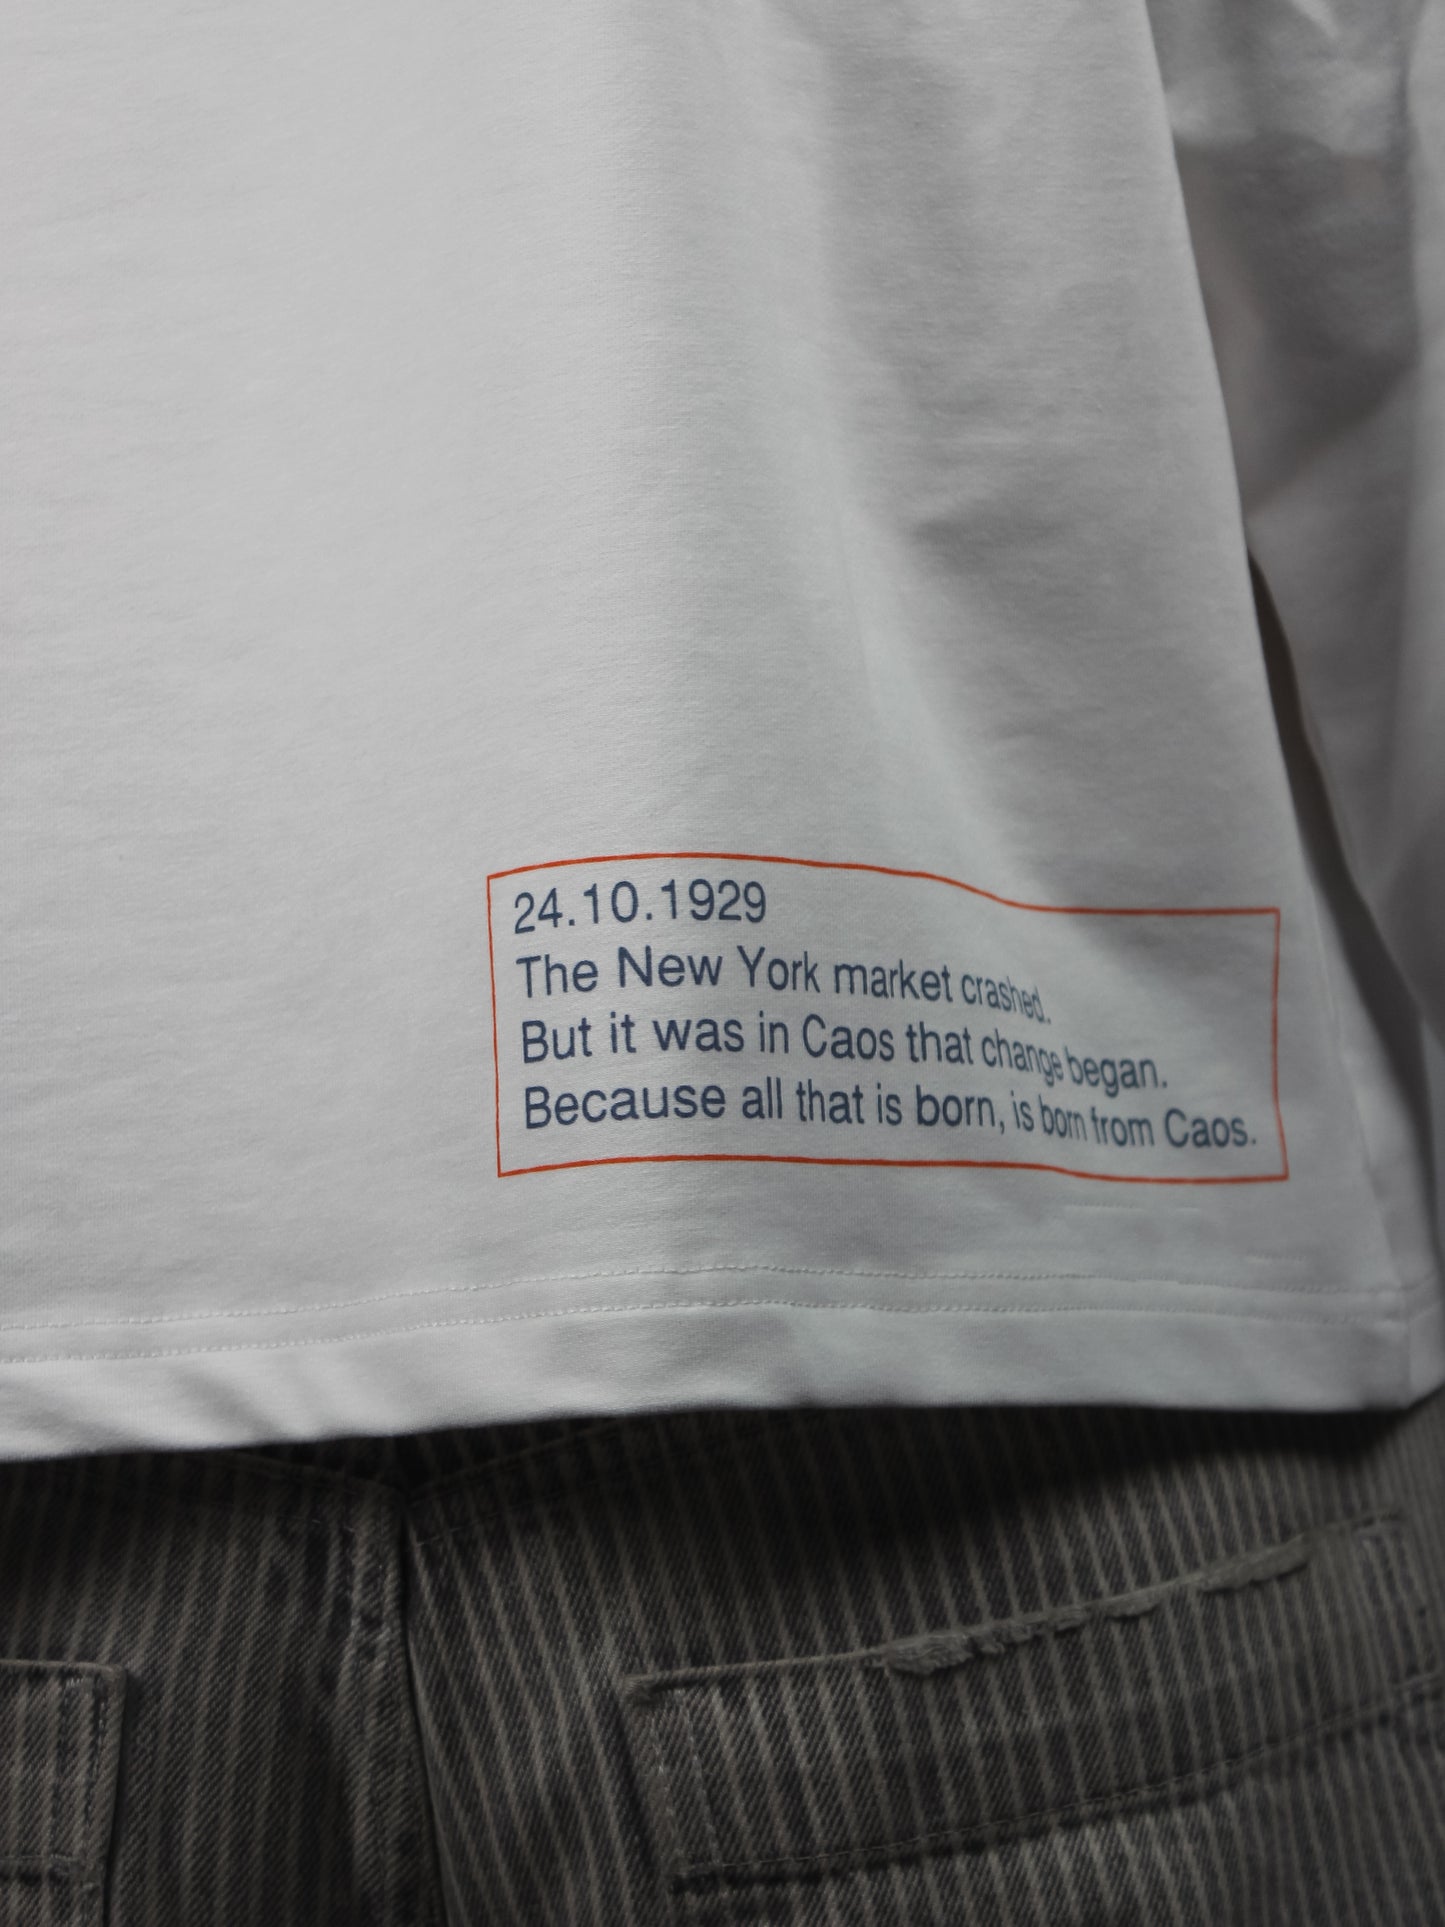 24.10.1929
The New York market crashed.
But it was in Caos that change began.
Because all that is born, is born from Caos.